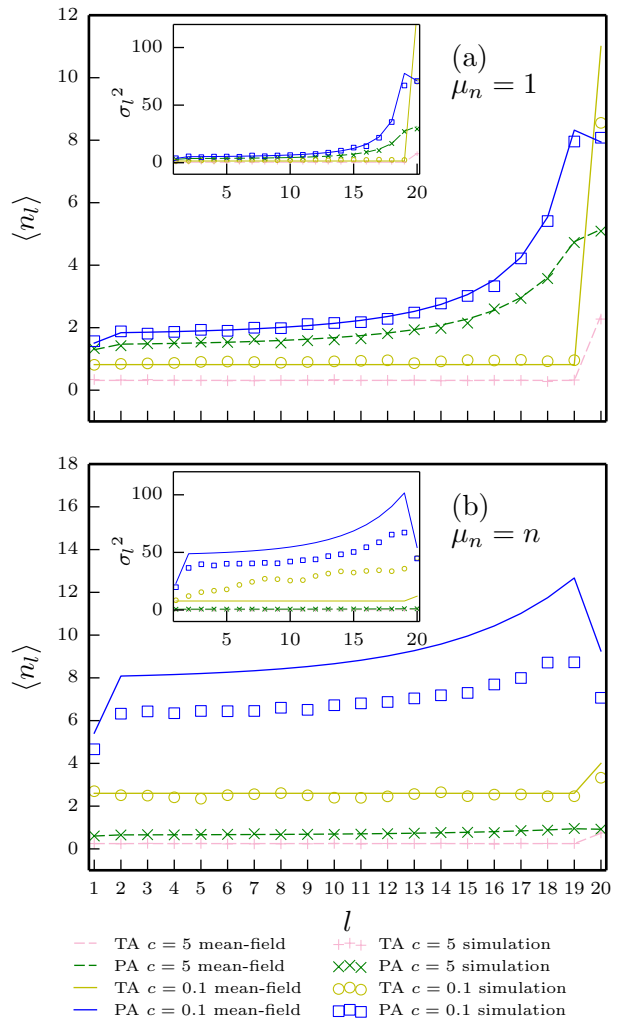 12
10
8
6
4
2
0
⟨n_l⟩
100
50
0
σ_l²
5
10
15
20
(a)
μ_n = 1
18
16
14
12
10
8
6
4
2
0
⟨n_l⟩
100
50
0
σ_l²
5
10
15
20
(b)
μ_n = n
1 2 3 4 5 6 7 8 9 10 11 12 13 14 15 16 17 18 19 20
l
TA c = 5 mean-field
PA c = 5 mean-field
TA c = 0.1 mean-field
PA c = 0.1 mean-field
TA c = 5 simulation
PA c = 5 simulation
TA c = 0.1 simulation
PA c = 0.1 simulation